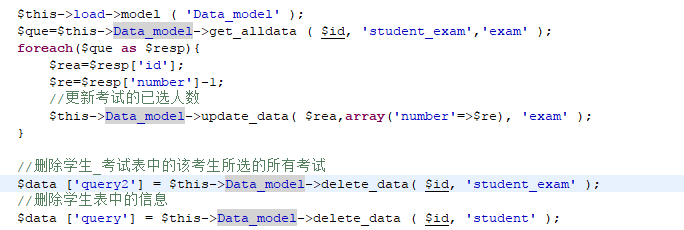 $this->load->model ( 'Data_model' );
$que=$this->Data_model->get_alldata ( $id, 'student_exam','exam' );
foreach($que as $resp){
$rea=$resp['id'];
$re=$resp['number']-1;
//更新考试的已选人数
$this->Data_model->update_data( $rea,array('number'=>$re), 'exam' );
}
//删除学生_考试表中的该考生所选的所有考试
$data ['query2'] = $this->Data_model->delete_data( $id, 'student_exam' );
//删除学生表中的信息
$data ['query'] = $this->Data_model->delete_data ( $id, 'student' );